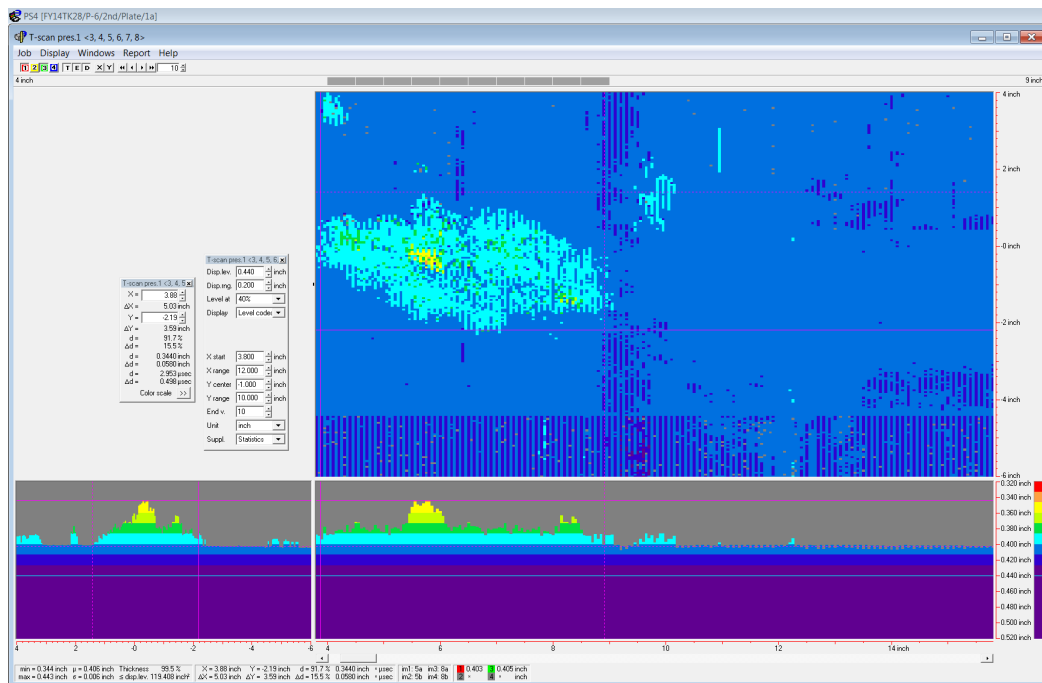 PS4 [FY14TK28/P-6/2nd/Plate/1a]
T-scan pres.1 <3, 4, 5, 6, 7, 8>
Job Display Windows Report Help
1 2 3 4 T E D X Y 10
4 inch 9 inch
4 inch
2 inch
-0 inch
-2 inch
-4 inch
-6 inch
T-scan pres.1 <3, 4, 5
X = 3.88
ΔX = 5.03 inch
Y = -2.19
ΔY = 3.59 inch
d = 91.7 %
Δd = 15.5 %
d = 0.3440 inch
Δd = 0.0580 inch
d = 2.953 µsec
Δd = 0.498 µsec
Color scale >>
T-scan pres.1 <3, 4, 5, 6
Disp.lev. 0.440 inch
Disp.rng. 0.200 inch
Level at 40%
Display Level codec
X start 3.800 inch
X range 12.000 inch
Y center -1.000 inch
Y range 10.000 inch
End v. 10
Unit inch
Suppl. Statistics
0.320 inch
0.340 inch
0.360 inch
0.380 inch
0.400 inch
0.420 inch
0.440 inch
0.460 inch
0.480 inch
0.500 inch
0.520 inch
4 2 -0 -2 -4 -6
4 6 8 10 12 14 inch
min = 0.344 inch µ = 0.406 inch Thickness 99.5 % X = 3.88 inch Y = -2.19 inch d = 91.7 % 0.3440 inch * µsec im1: 5a im3: 8a 1 0.403 3 0.405 inch
max = 0.443 inch σ = 0.006 inch ≤ disp.lev. 119.408 inch² ΔX = 5.03 inch ΔY = 3.59 inch Δd = 15.5 % 0.0580 inch * µsec im2: 5b im4: 8b 2 * 4 * inch